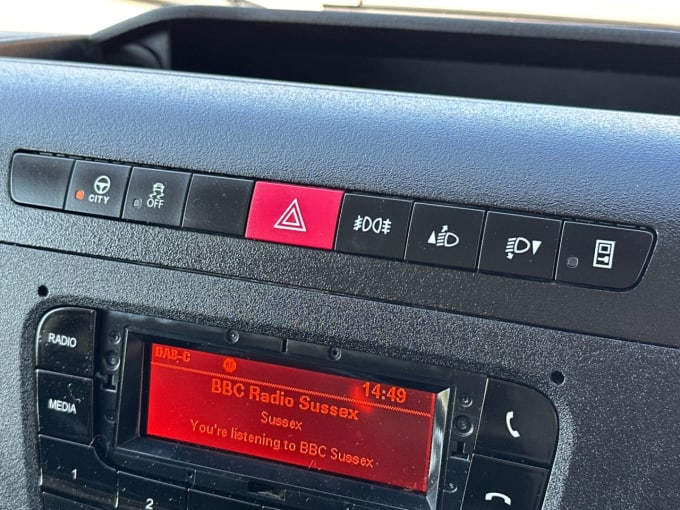 CITY
OFF
RADIO
MEDIA
DAB-C
14:49
BBC Radio Sussex
Sussex
You're listening to BBC Sussex
1
2